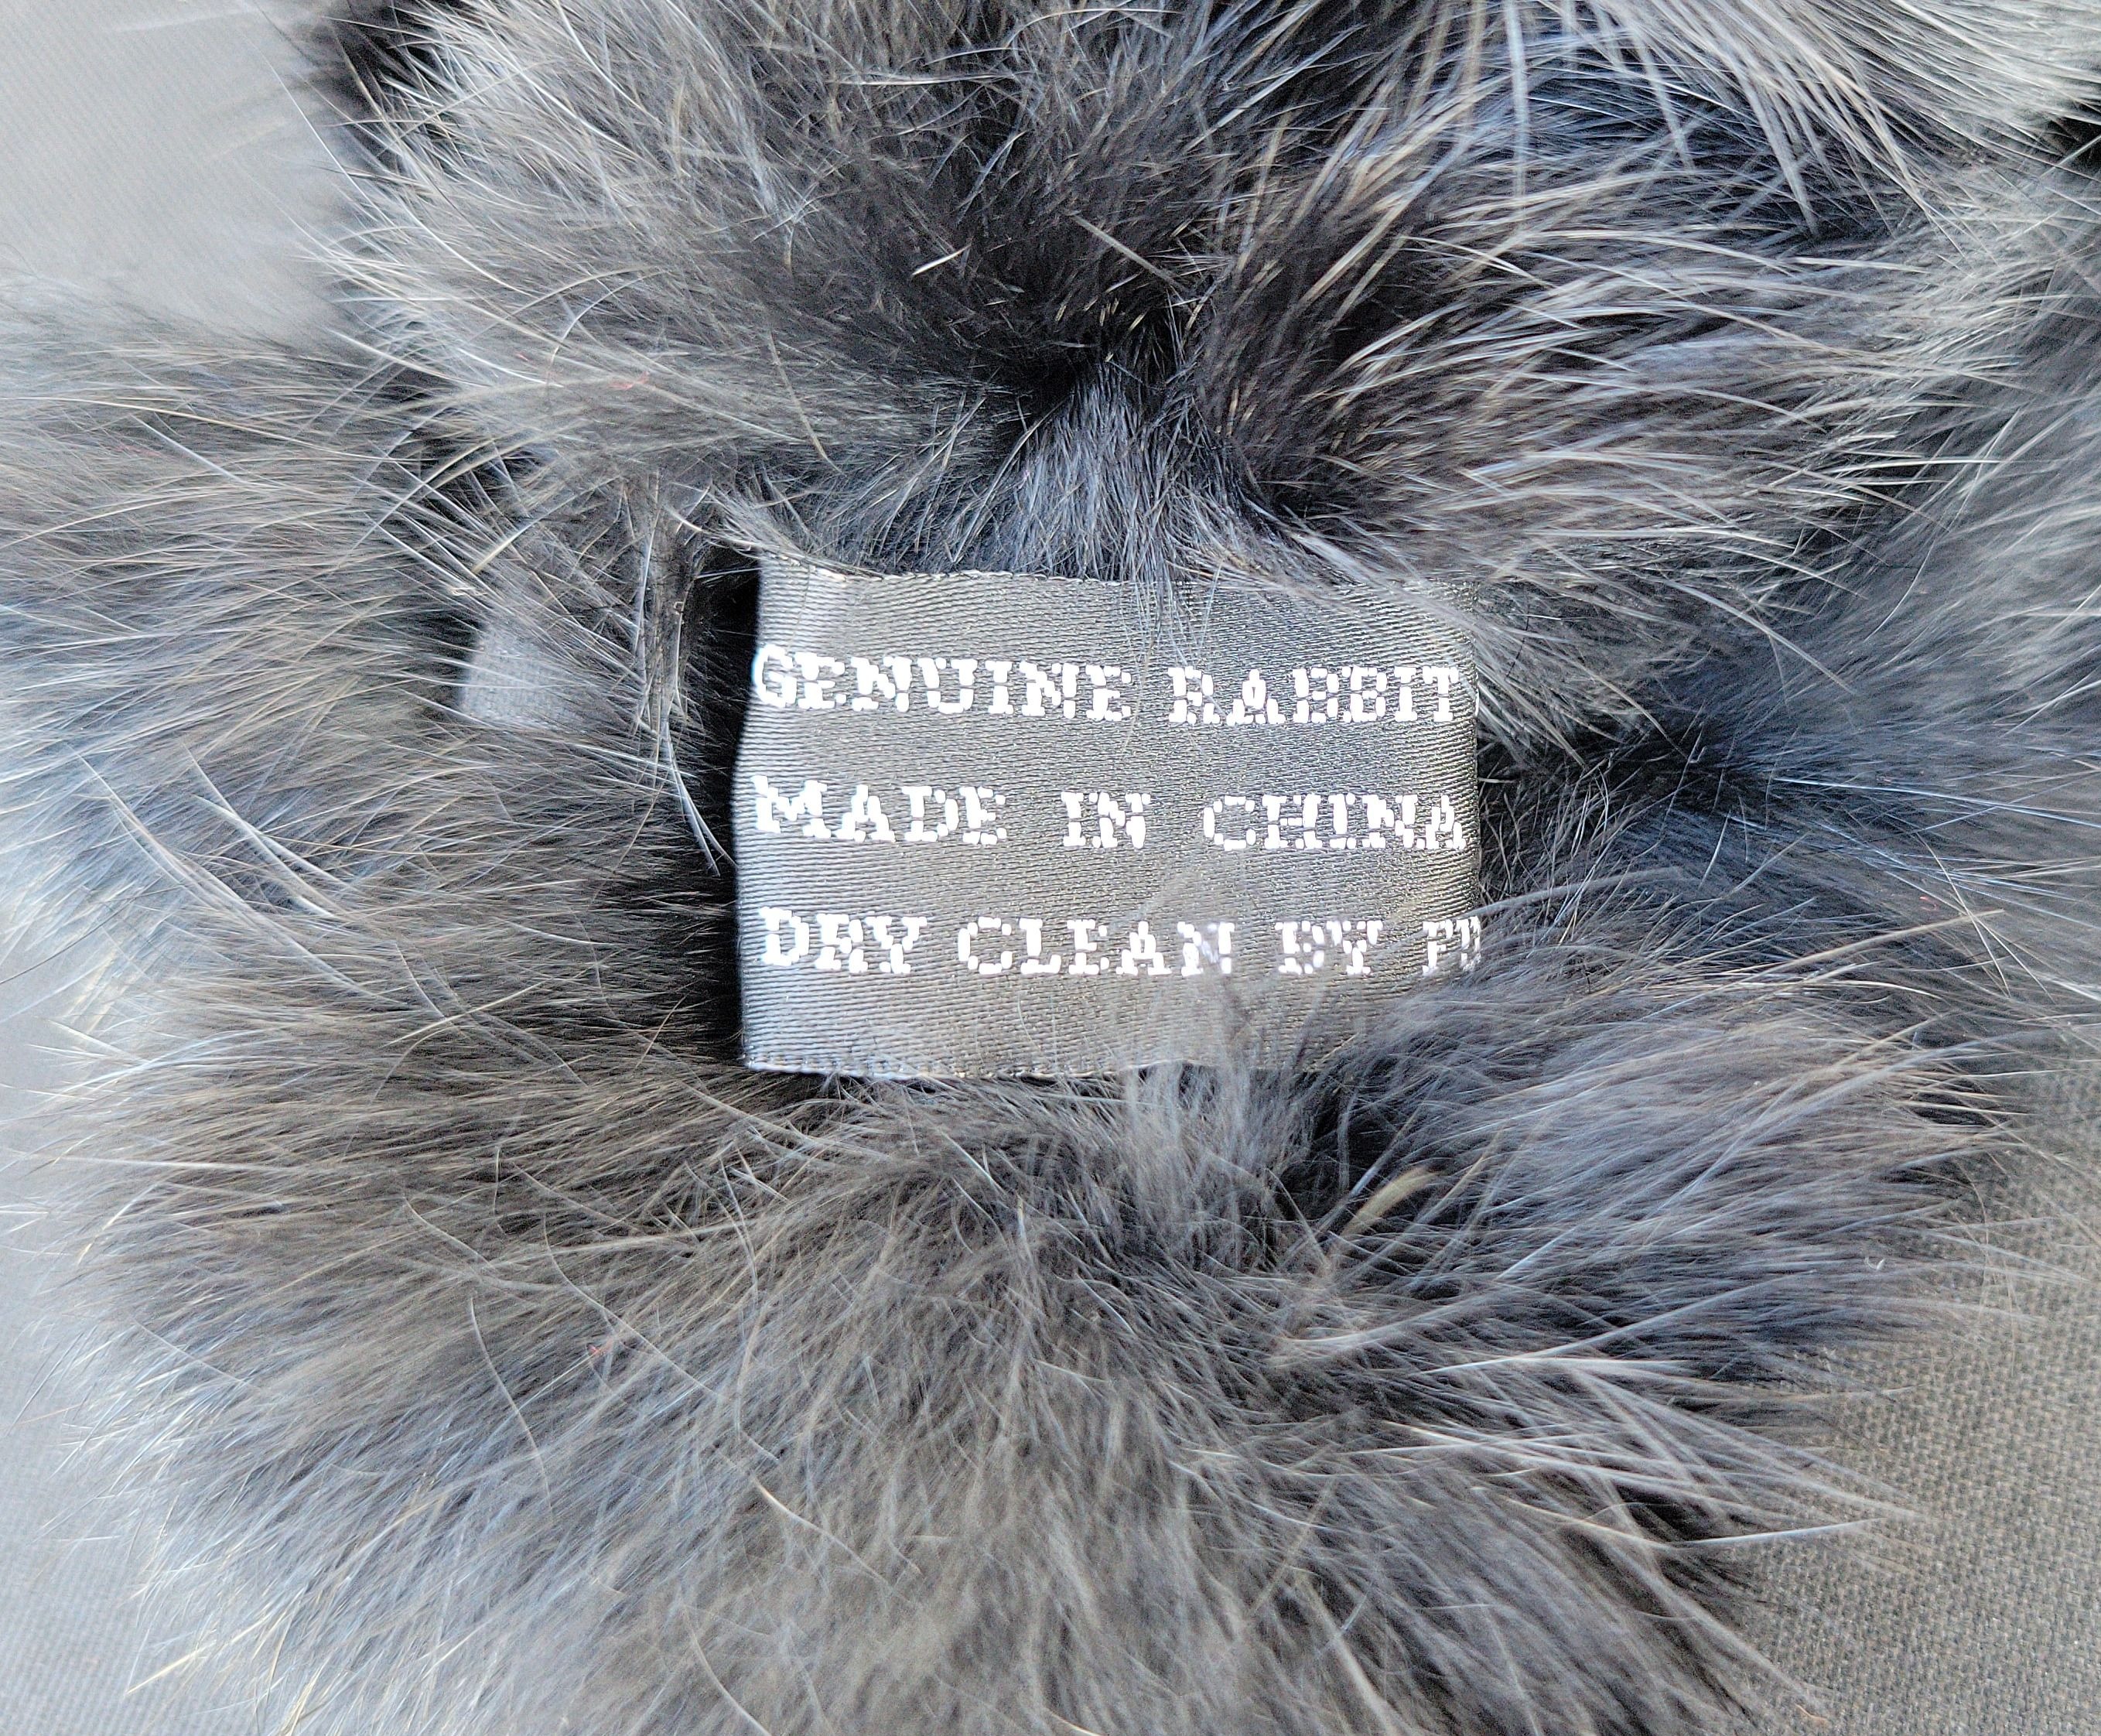 GENUINE RABBIT
MADE IN CHINA
DRY CLEAN BY